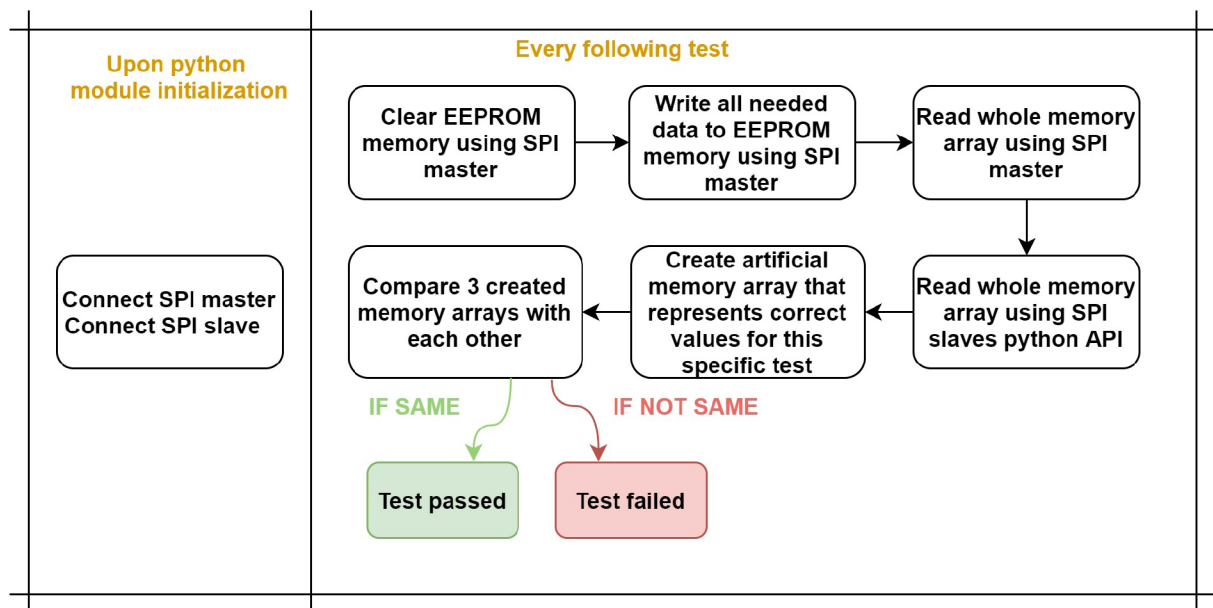 Upon python
module initialization
Connect SPI master
Connect SPI slave
Every following test
Clear EEPROM
memory using SPI
master
Write all needed
data to EEPROM
memory using SPI
master
Read whole memory
array using SPI
master
Read whole memory
array using SPI
slaves python API
Create artificial
memory array that
represents correct
values for this
specific test
Compare 3 created
memory arrays with
each other
IF SAME
IF NOT SAME
Test passed
Test failed